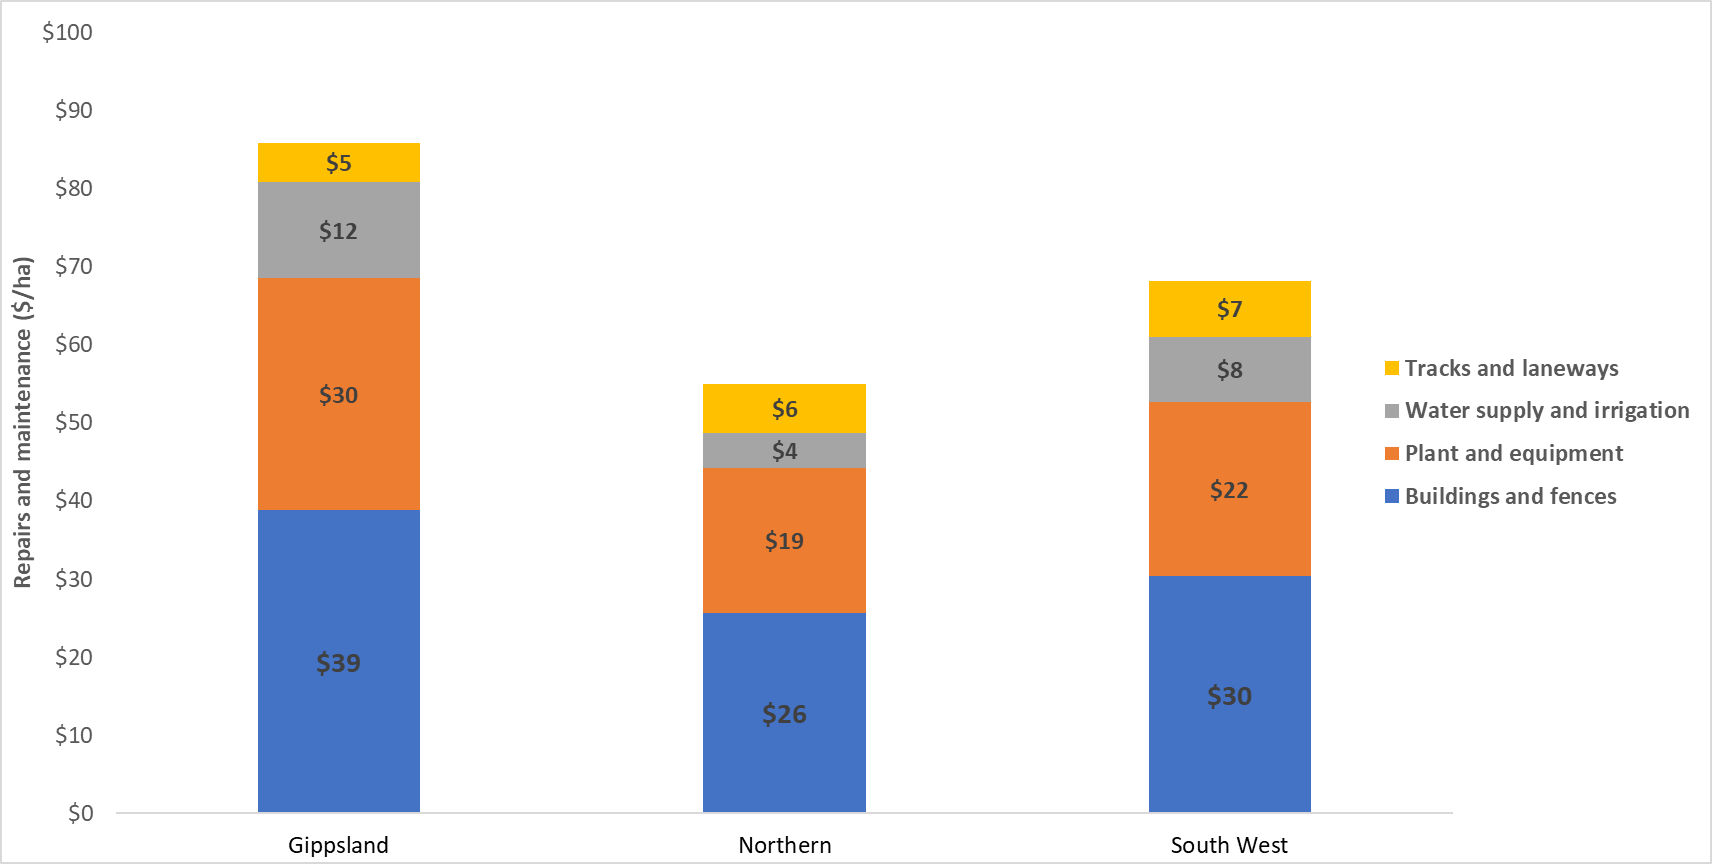 $100
$90
$80
$70
$60
$50
$40
$30
$20
$10
$0
Repairs and maintenance ($/ha)
$5
$12
$30
$39
$6
$4
$19
$26
$7
$8
$22
$30
Gippsland
Northern
South West
Tracks and laneways
Water supply and irrigation
Plant and equipment
Buildings and fences